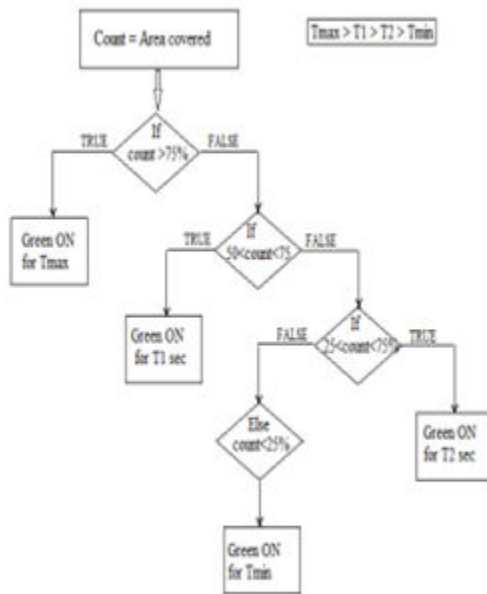 Count = Area covered
Tmax > T1 > T2 > Tmin
If
count >75%
TRUE
FALSE
Green ON
for Tmax
If
50<count<75
TRUE
FALSE
Green ON
for T1 sec
If
25<count<75%
FALSE
TRUE
Else
count<25%
Green ON
for T2 sec
Green ON
for Tmin